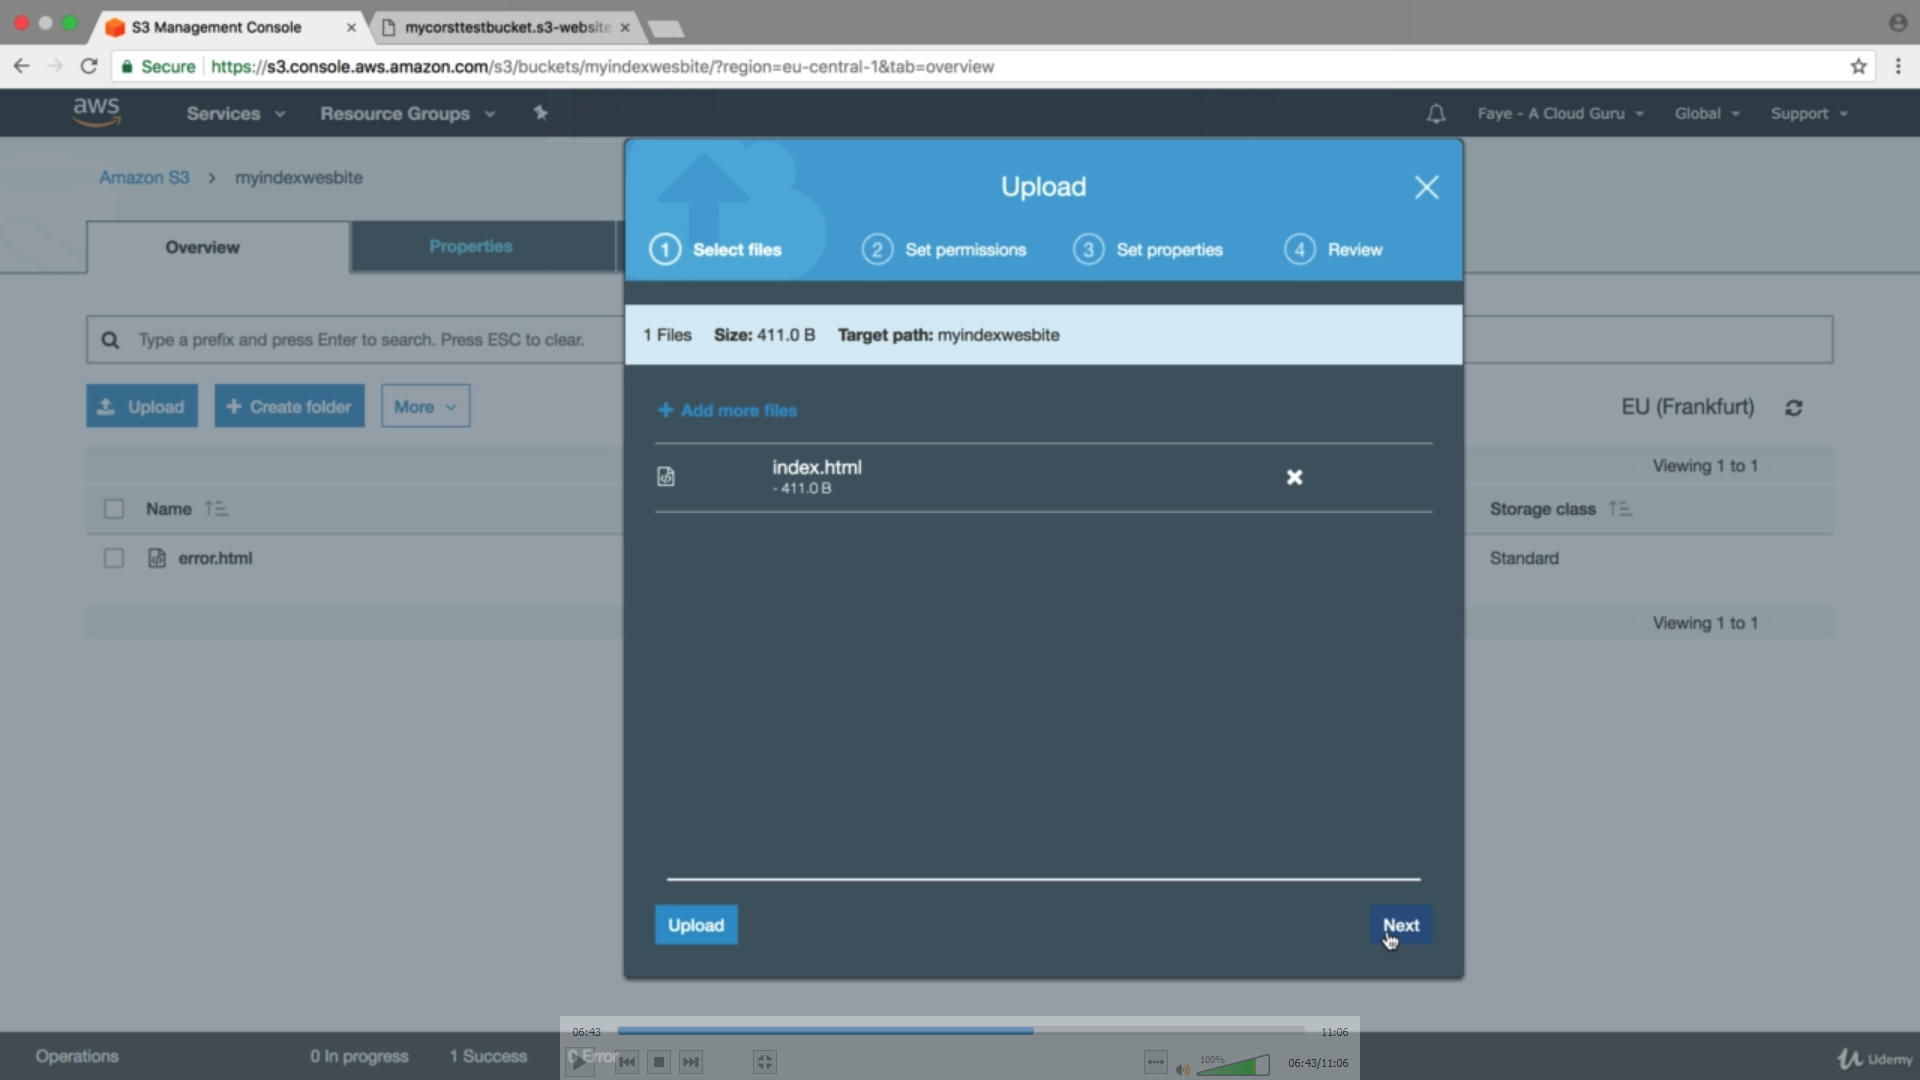 S3 Management Console
mycorsttestbucket.s3-website
Secure
https://s3.console.aws.amazon.com/s3/buckets/myindexwesbite/?region=eu-central-1&tab=overview
aws
Services
Resource Groups
Faye - A Cloud Guru
Global
Support
Amazon S3 > myindexwesbite
Overview
Properties
Upload
1 Select files
2 Set permissions
3 Set properties
4 Review
1 Files Size: 411.0 B Target path: myindexwesbite
Type a prefix and press Enter to search. Press ESC to clear.
Upload
+ Create folder
More
EU (Frankfurt)
+ Add more files
Viewing 1 to 1
index.html
- 411.0 B
Name
Storage class
error.html
Standard
Viewing 1 to 1
Upload
Next
06:43
11:06
Operations
0 In progress
1 Success
0 Error
100%
06:43/11:06
Udemy